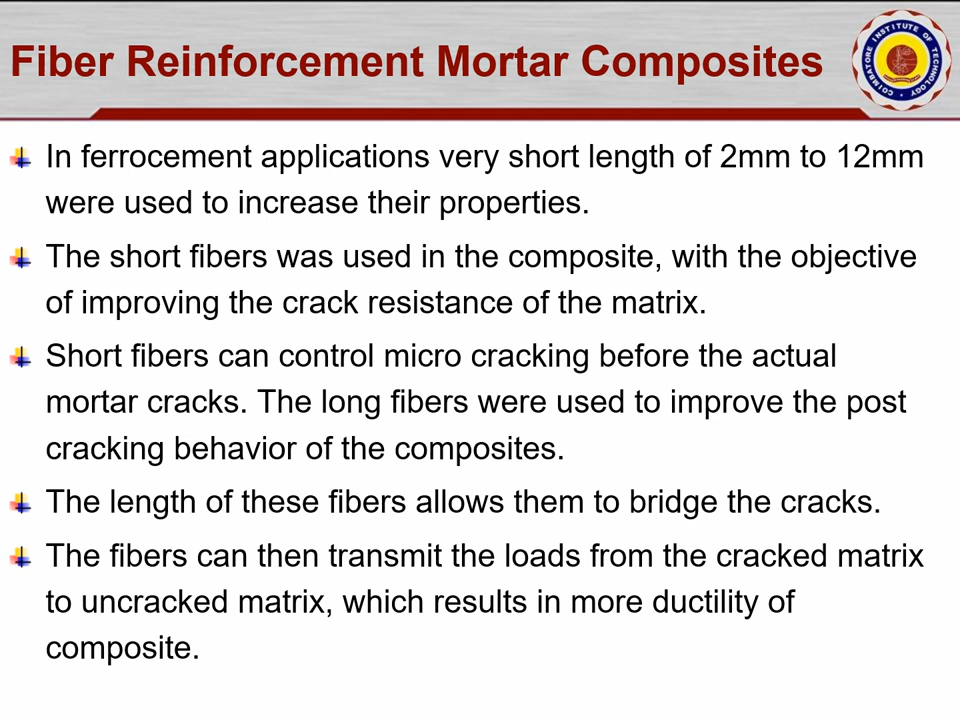 Fiber Reinforcement Mortar Composites
COIMBATORE INSTITUTE OF TECHNOLOGY
In ferrocement applications very short length of 2mm to 12mm
were used to increase their properties.
The short fibers was used in the composite, with the objective
of improving the crack resistance of the matrix.
Short fibers can control micro cracking before the actual
mortar cracks. The long fibers were used to improve the post
cracking behavior of the composites.
The length of these fibers allows them to bridge the cracks.
The fibers can then transmit the loads from the cracked matrix
to uncracked matrix, which results in more ductility of
composite.